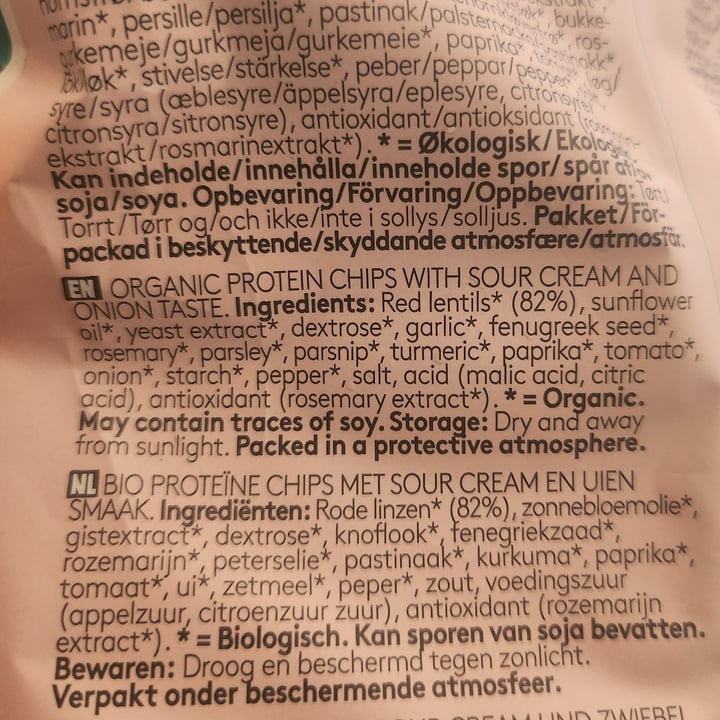 marin*, persille/persilja*, pastinak/palsternacka
bukke-
kemeje/gurkmeja/gurkemeie*, paprika*
løk*, stivelse/stärkelse*, peber/peppar/pepper*
syre/syra (æblesyre/äppelsyra/eplesyre, citronsyre/
citronsyra/sitronsyre), antioxidant/antioksidant
ekstrakt/rosmarinextrakt*). * = Økologisk/Ekologisk
Kan indeholde/innehålla/inneholde spor/spår
soja/soya. Opbevaring/Förvaring/Oppbevaring: Tørt/
Torrt/Tørr og/och ikke/inte i sollys/solljus. Pakket/För-
packad i beskyttende/skyddande atmosfære/atmosfär.
EN ORGANIC PROTEIN CHIPS WITH SOUR CREAM AND
ONION TASTE. Ingredients: Red lentils* (82%), sunflower
oil*, yeast extract*, dextrose*, garlic*, fenugreek seed*,
rosemary*, parsley*, parsnip*, turmeric*, paprika*, tomato*,
onion*, starch*, pepper*, salt, acid (malic acid, citric
acid), antioxidant (rosemary extract*). * = Organic.
May contain traces of soy. Storage: Dry and away
from sunlight. Packed in a protective atmosphere.
NL BIO PROTEÏNE CHIPS MET SOUR CREAM EN UIEN
SMAAK. Ingrediënten: Rode linzen* (82%), zonnebloemolie*,
gistextract*, dextrose*, knoflook*, fenegriekzaad*,
rozemarijn*, peterselie*, pastinaak*, kurkuma*, paprika*,
tomaat*, ui*, zetmeel*, peper*, zout, voedingszuur
(appelzuur, citroenzuur zuur), antioxidant (rozemarijn
extract*). * = Biologisch. Kan sporen van soja bevatten.
Bewaren: Droog en beschermd tegen zonlicht.
Verpakt onder beschermende atmosfeer.